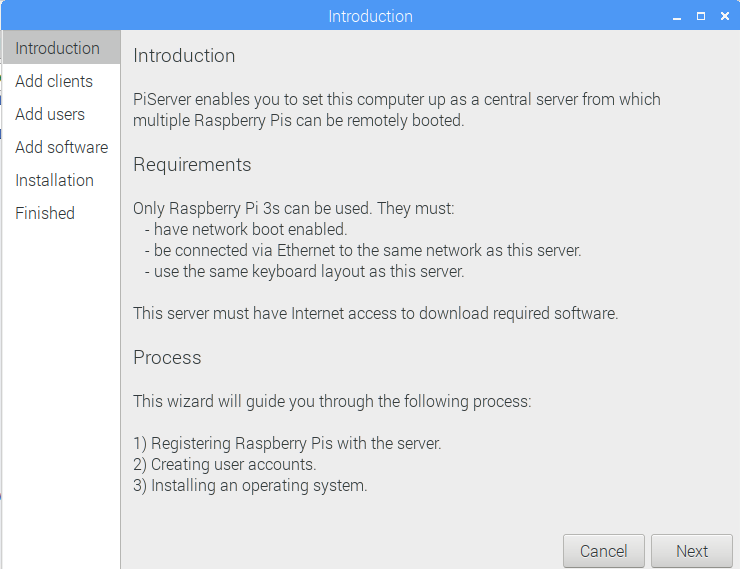 Introduction
Introduction
Add clients
Add users
Add software
Installation
Finished
Introduction
PiServer enables you to set this computer up as a central server from which
multiple Raspberry Pis can be remotely booted.
Requirements
Only Raspberry Pi 3s can be used. They must:
- have network boot enabled.
- be connected via Ethernet to the same network as this server.
- use the same keyboard layout as this server.
This server must have Internet access to download required software.
Process
This wizard will guide you through the following process:
1) Registering Raspberry Pis with the server.
2) Creating user accounts.
3) Installing an operating system.
Cancel Next